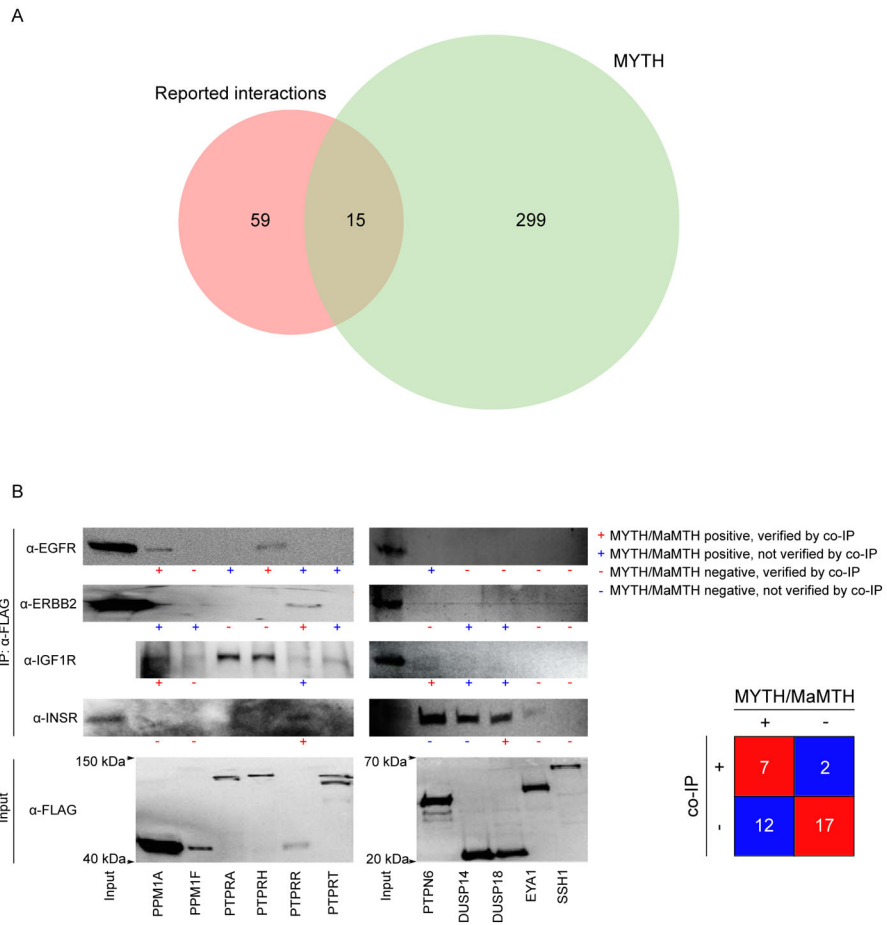 A
MYTH
Reported interactions
59
15
299
B
IP: α-FLAG
α-EGFR
+ - + + + +
+ - - - -
α-ERBB2
+ + - - + +
- + + - -
α-IGF1R
+ - +
+ + + - -
α-INSR
- - +
- - + - -
+ MYTH/MaMTH positive, verified by co-IP
+ MYTH/MaMTH positive, not verified by co-IP
- MYTH/MaMTH negative, verified by co-IP
- MYTH/MaMTH negative, not verified by co-IP
Input
α-FLAG
150 kDa
40 kDa
70 kDa
20 kDa
Input
PPM1A
PPM1F
PTPRA
PTPRH
PTPRR
PTPRT
Input
PTPN6
DUSP14
DUSP18
EYA1
SSH1
MYTH/MaMTH
+ -
co-IP
+ 7 2
- 12 17